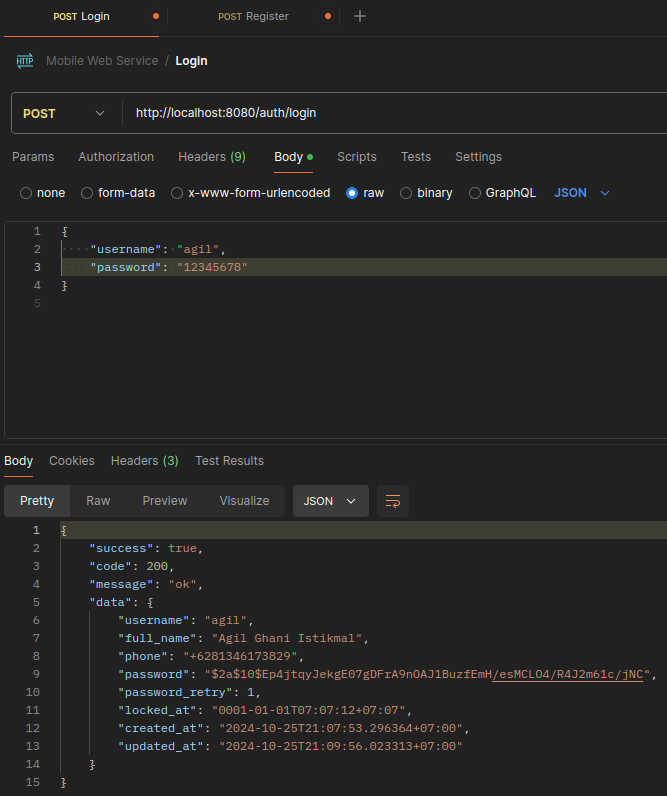 POST Login
POST Register
HTTP Mobile Web Service / Login
POST http://localhost:8080/auth/login
Params Authorization Headers (9) Body Scripts Tests Settings
none form-data x-www-form-urlencoded raw binary GraphQL JSON
1 {
2 "username": "agil",
3 "password": "12345678"
4 }
5
Body Cookies Headers (3) Test Results
Pretty Raw Preview Visualize JSON
1 {
2 "success": true,
3 "code": 200,
4 "message": "ok",
5 "data": {
6 "username": "agil",
7 "full_name": "Agil Ghani Istikmal",
8 "phone": "+6281346173829",
9 "password": "$2a$10$Ep4jtqyJekgE07gDFrA9nOAJ1BuzfEmH/esMCLO4/R4J2m61c/jNC",
10 "password_retry": 1,
11 "locked_at": "0001-01-01T07:07:12+07:07",
12 "created_at": "2024-10-25T21:07:53.296364+07:00",
13 "updated_at": "2024-10-25T21:09:56.023313+07:00"
14 }
15 }